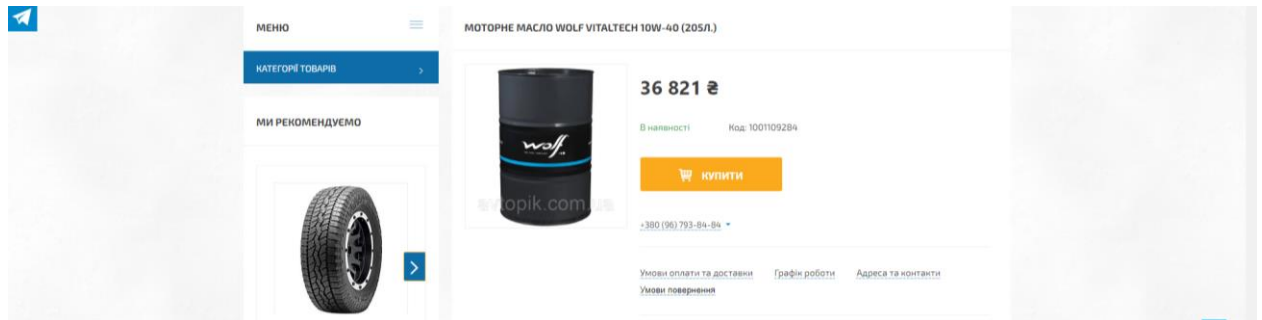 МЕНЮ
КАТЕГОРІЇ ТОВАРІВ
МИ РЕКОМЕНДУЄМО
МОТОРНЕ МАСЛО WOLF VITALTECH 10W-40 (205Л.)
wolf
avtopik.com.ua
36 821 ₴
В наявності Код: 1001109284
КУПИТИ
+380 (96) 793-84-84
Умови оплати та доставки Графік роботи Адреса та контакти
Умови повернення